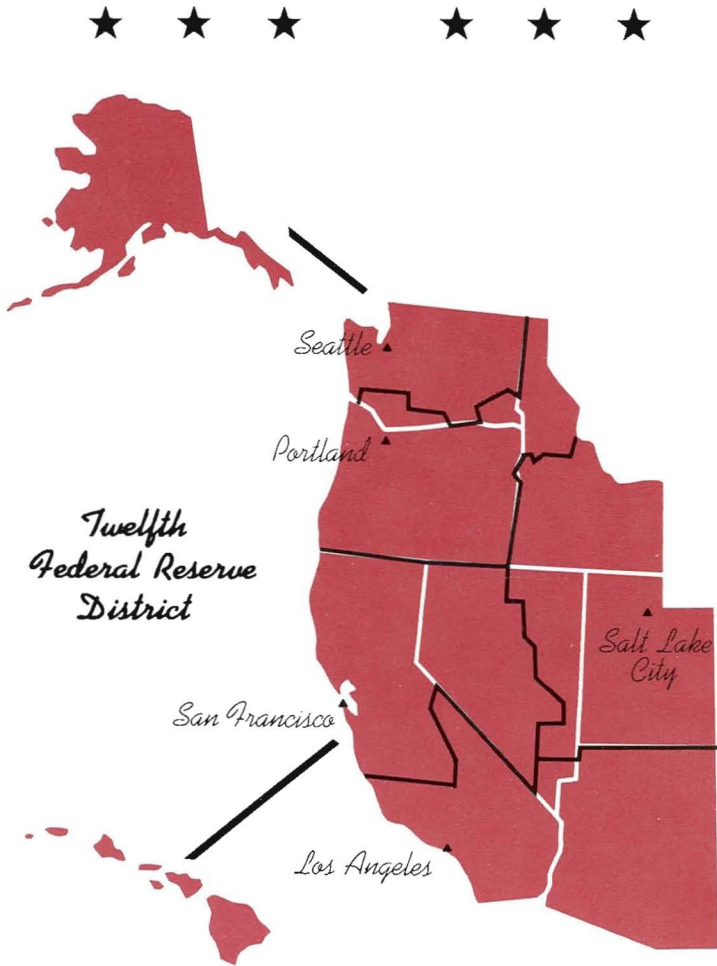 Seattle
Portland
Twelfth
Federal Reserve
District
Salt Lake
City
San Francisco
Los Angeles